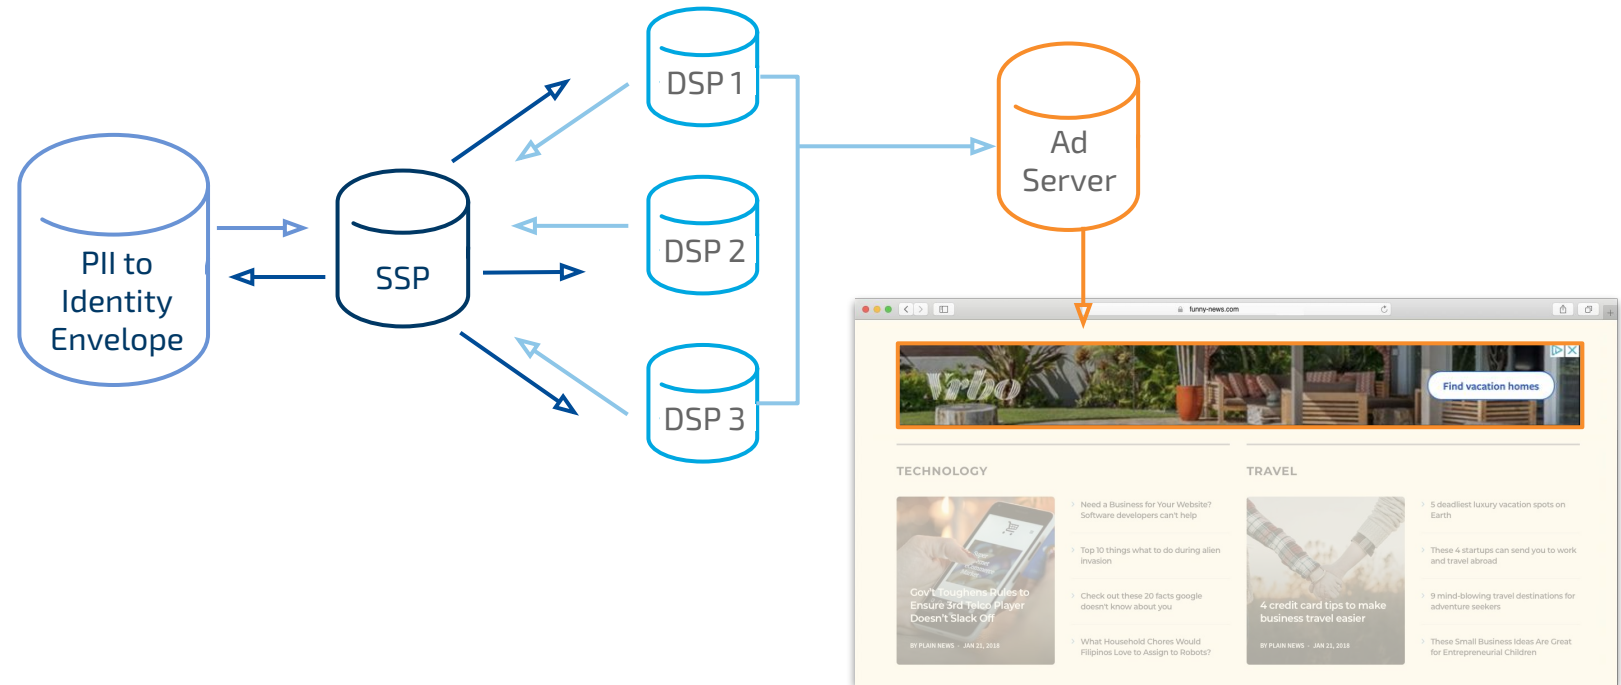 DSP 1
Ad
Server
PII to
Identity
Envelope
SSP
DSP 2
DSP 3
funny-news.com
Vrbo
Find vacation homes
TECHNOLOGY
Gov't Toughens Rules to
Ensure 3rd Telco Player
Doesn't Slack Off
BY PLAIN NEWS - JAN 21, 2018
Need a Business for Your Website?
Software developers can't help
Top 10 things what to do during alien
invasion
Check out these 20 facts google
doesn't know about you
What Household Chores Would
Filipinos Love to Assign to Robots?
TRAVEL
4 credit card tips to make
business travel easier
BY PLAIN NEWS - JAN 21, 2018
5 deadliest luxury vacation spots on
Earth
These 4 startups can send you to work
and travel abroad
9 mind-blowing travel destinations for
adventure seekers
These Small Business Ideas Are Great
for Entrepreneurial Children